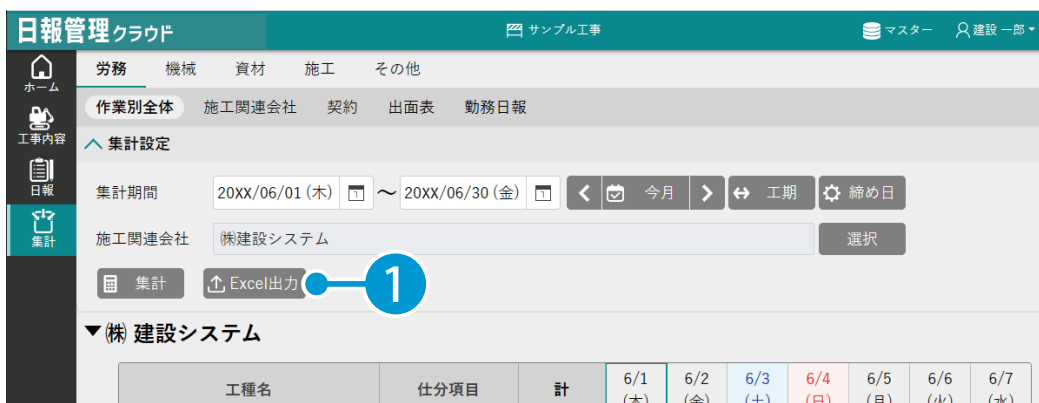 日報管理クラウド サンプル工事 マスター 建設 一郎
ホーム
工事内容
日報
集計
労務 機械 資材 施工 その他
作業別全体 施工関連会社 契約 出面表 勤務日報
集計設定
集計期間 20XX/06/01 (木) ～ 20XX/06/30 (金) 今月 工期 締め日
施工関連会社 ㈱建設システム 選択
集計 Excel出力 1
▼㈱ 建設システム
工種名 仕分項目 計 6/1 6/2 6/3 6/4 6/5 6/6 6/7
(木) (金) (土) (日) (月) (火) (水)